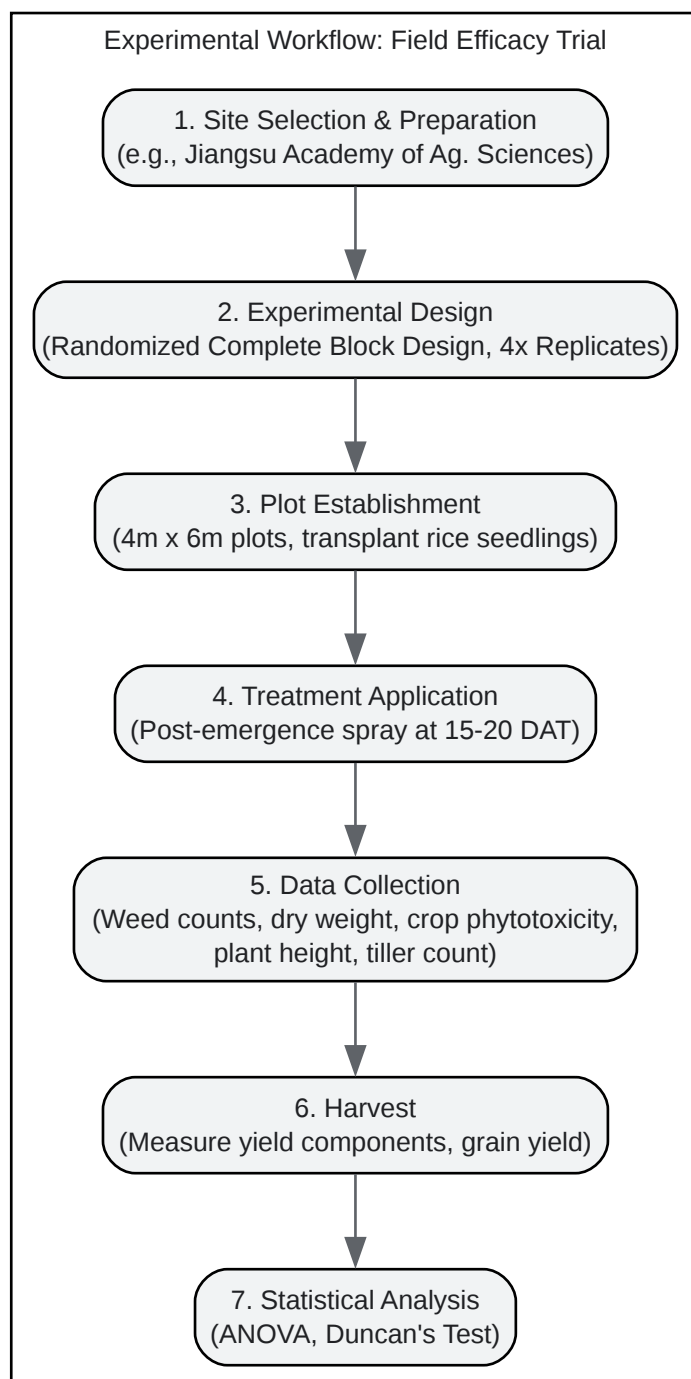 Experimental Workflow: Field Efficacy Trial
1. Site Selection & Preparation
(e.g., Jiangsu Academy of Ag. Sciences)
2. Experimental Design
(Randomized Complete Block Design, 4x Replicates)
3. Plot Establishment
(4m x 6m plots, transplant rice seedlings)
4. Treatment Application
(Post-emergence spray at 15-20 DAT)
5. Data Collection
(Weed counts, dry weight, crop phytotoxicity,
plant height, tiller count)
6. Harvest
(Measure yield components, grain yield)
7. Statistical Analysis
(ANOVA, Duncan's Test)